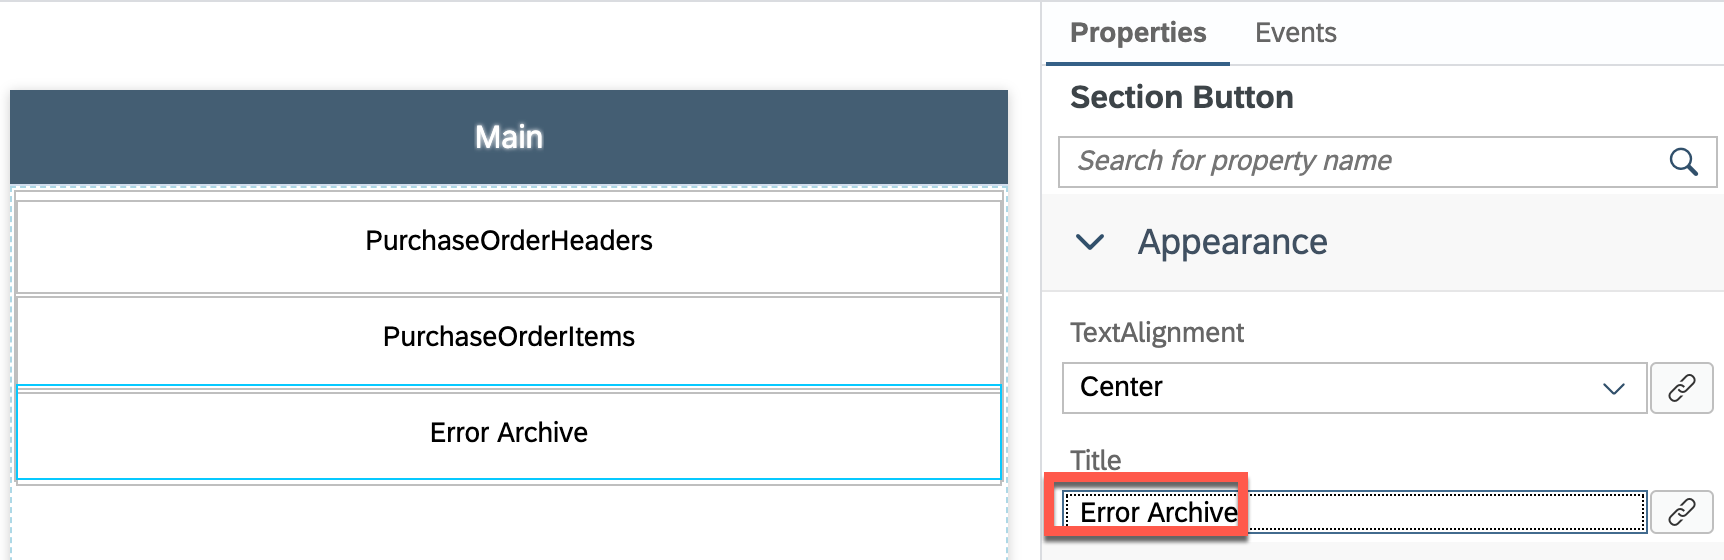 Main
PurchaseOrderHeaders
PurchaseOrderItems
Error Archive
Properties Events
Section Button
Search for property name
Appearance
TextAlignment
Center
Title
Error Archive